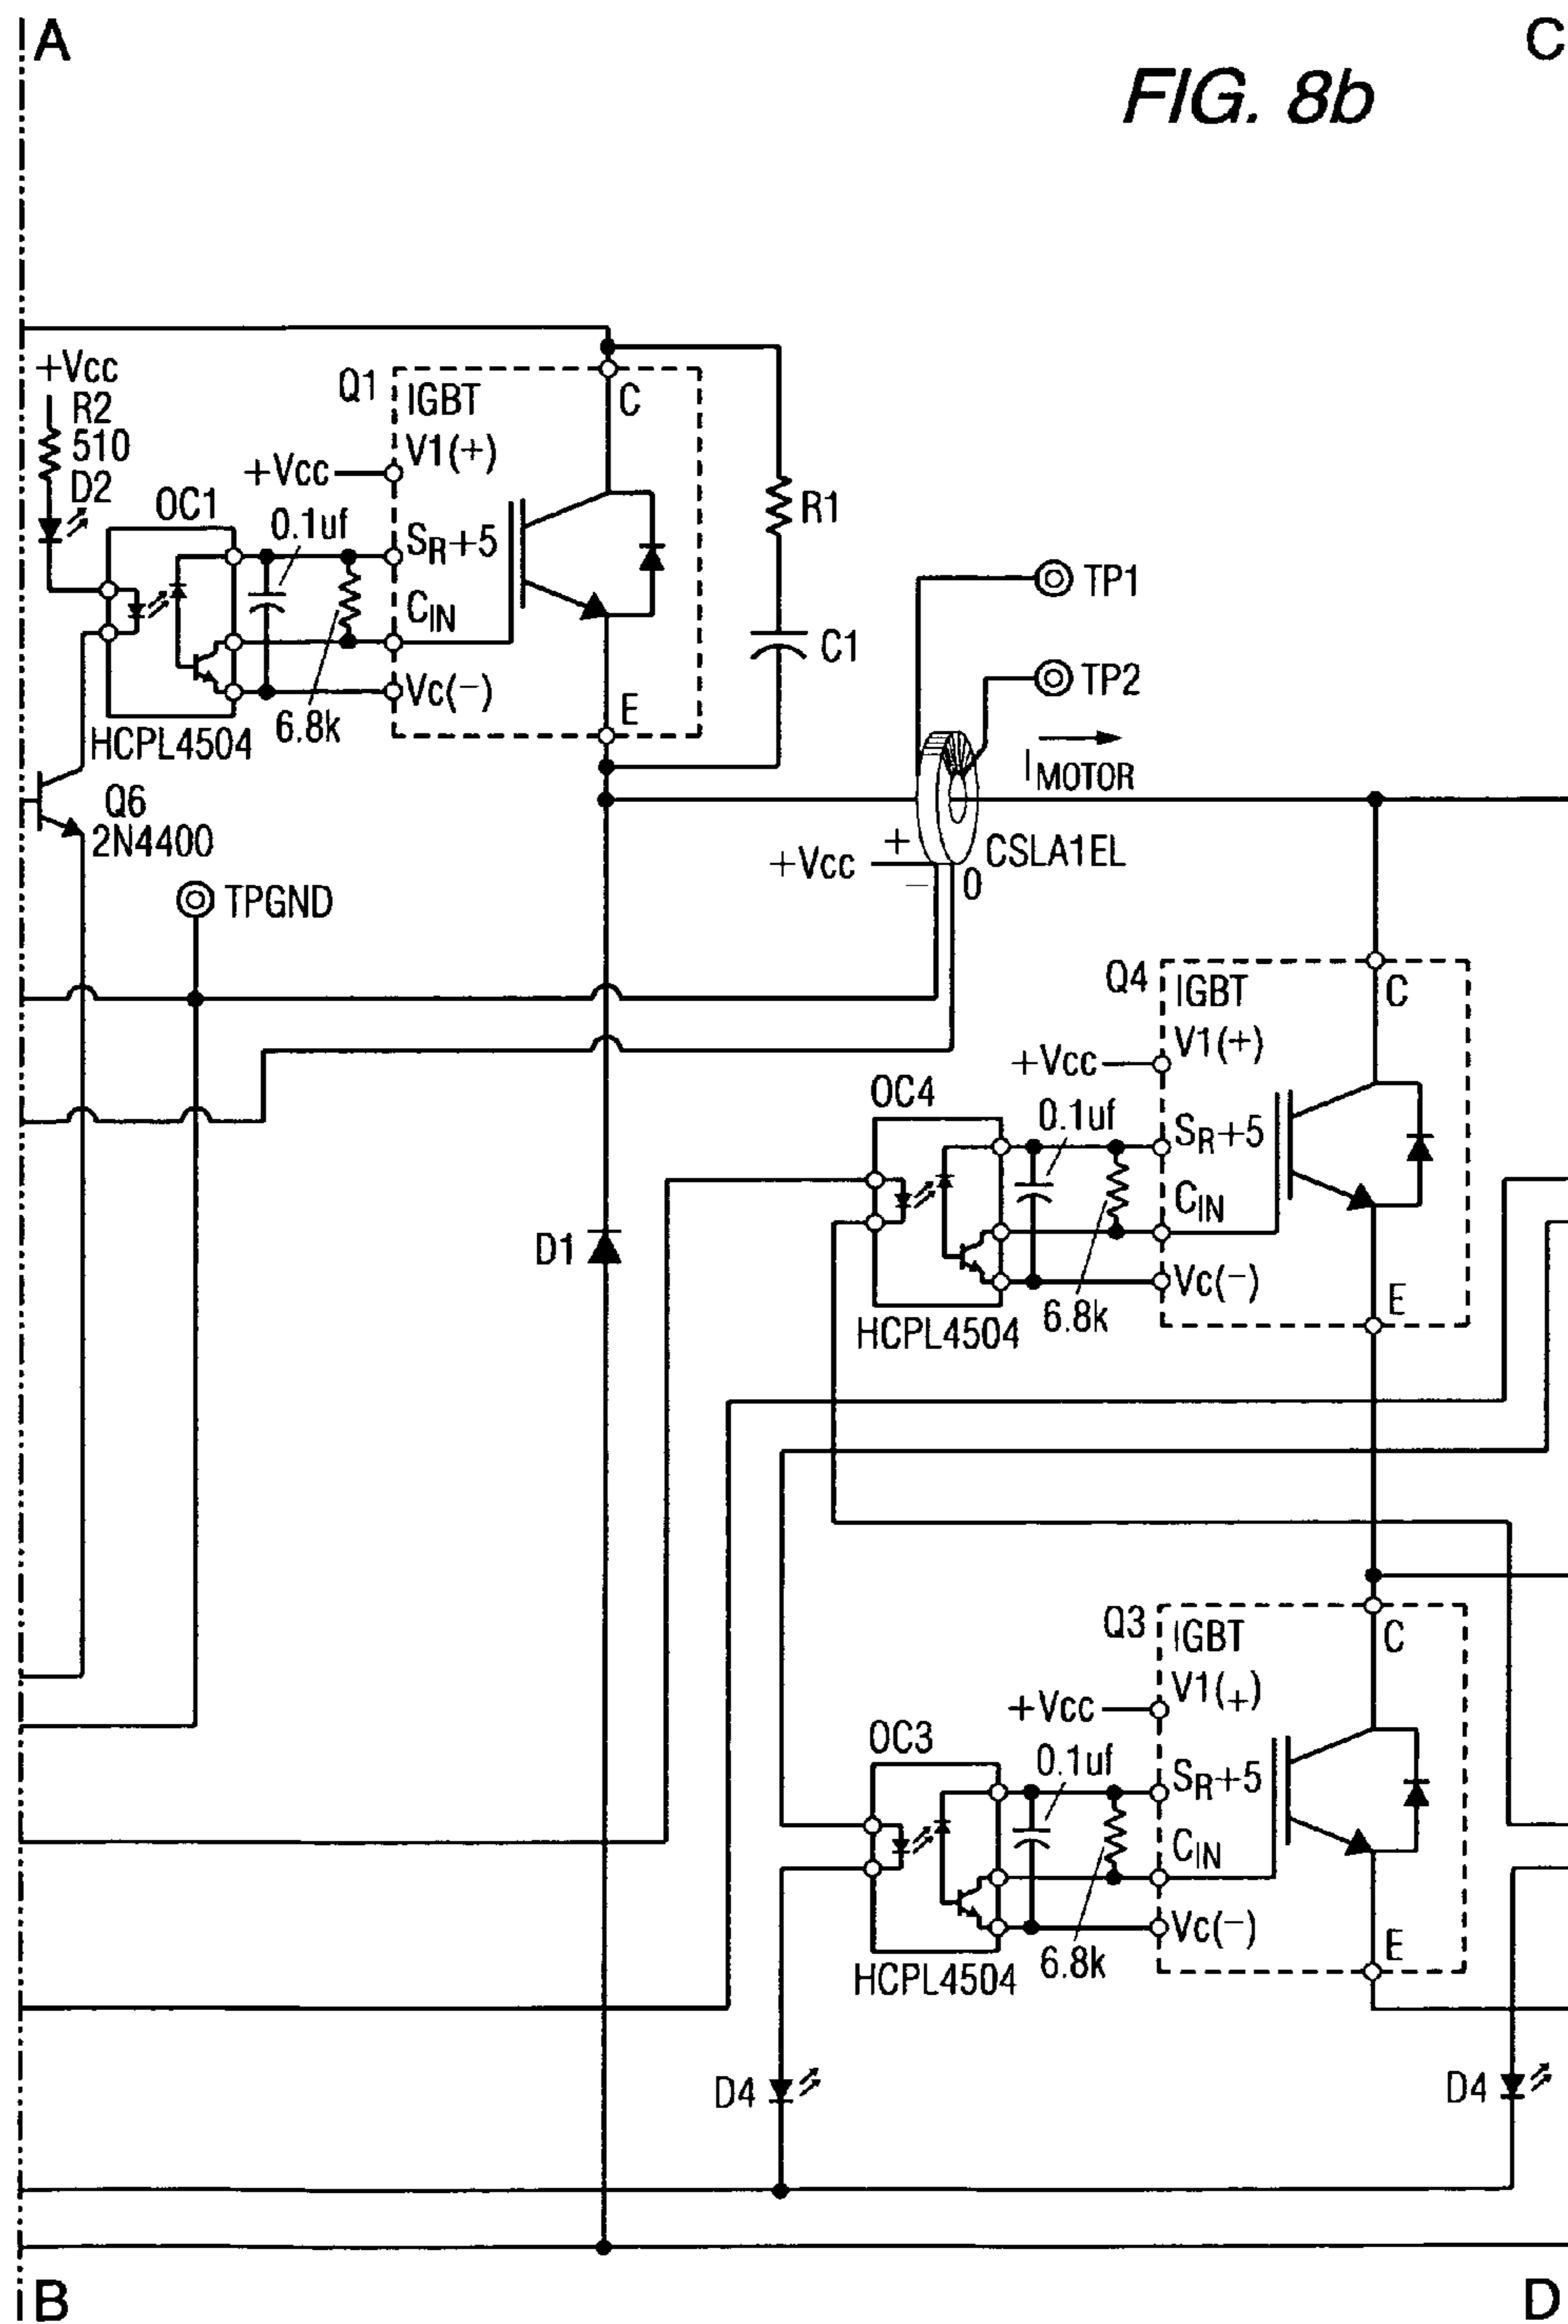 A
C
FIG. 8b
+Vcc
R2
510
D2
OC1
HCPL4504
0.1uf
6.8k
+Vcc
Q1
IGBT
V1(+)
SR+5
CIN
Vc(−)
C
E
R1
C1
TP1
TP2
IMOTOR
CSLA1EL
+Vcc
+
−
0
Q6
2N4400
TPGND
D1
Q4
IGBT
V1(+)
SR+5
CIN
Vc(−)
C
E
+Vcc
OC4
0.1uf
6.8k
HCPL4504
Q3
IGBT
V1(+)
SR+5
CIN
Vc(−)
C
E
+Vcc
OC3
0.1uf
6.8k
HCPL4504
D4
D4
B
D